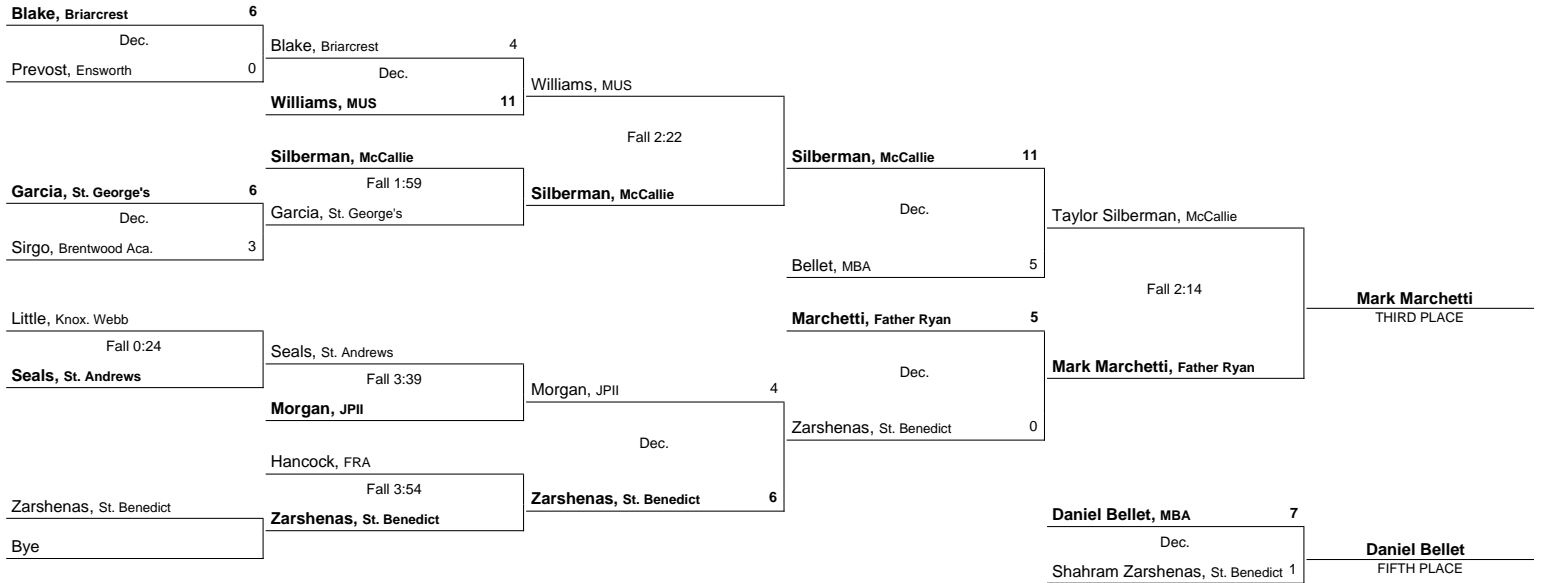 Blake, Briarcrest 6
Dec.
Prevost, Ensworth 0
Garcia, St. George's 6
Dec.
Sirgo, Brentwood Aca. 3
Little, Knox. Webb
Fall 0:24
Seals, St. Andrews
Zarshenas, St. Benedict
Bye
Blake, Briarcrest 4
Dec.
Williams, MUS 11
Silberman, McCallie
Fall 1:59
Garcia, St. George's
Seals, St. Andrews
Fall 3:39
Morgan, JPII
Hancock, FRA
Fall 3:54
Zarshenas, St. Benedict
Williams, MUS
Fall 2:22
Silberman, McCallie
Morgan, JPII 4
Dec.
Zarshenas, St. Benedict 6
Silberman, McCallie 11
Dec.
Bellet, MBA 5
Marchetti, Father Ryan 5
Dec.
Zarshenas, St. Benedict 0
Taylor Silberman, McCallie
Fall 2:14
Mark Marchetti, Father Ryan
Mark Marchetti
THIRD PLACE
Daniel Bellet, MBA 7
Dec.
Shahram Zarshenas, St. Benedict 1
Daniel Bellet
FIFTH PLACE